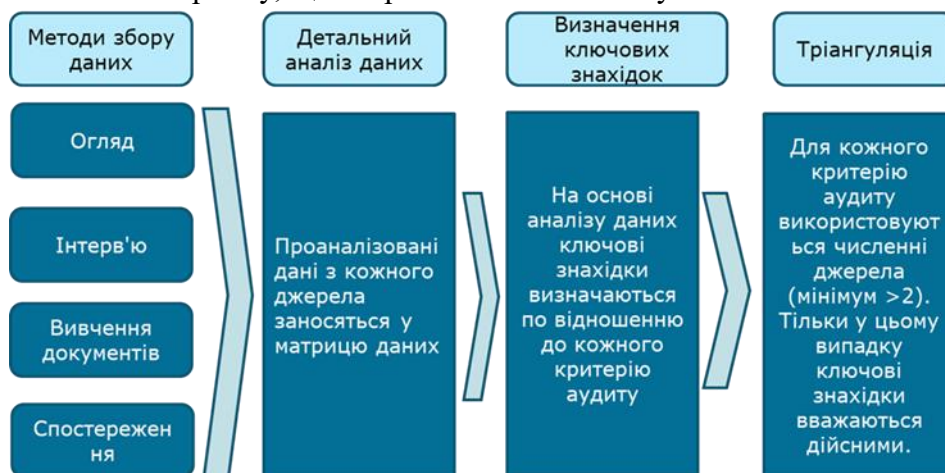 Методи збору
даних
Детальний
аналіз даних
Визначення
ключових
знахідок
Тріангуляція
Огляд
Інтерв'ю
Вивчення
документів
Спостережен
ня
Проаналізовані
дані з кожного
джерела
заносяться у
матрицю даних
На основі
аналізу даних
ключові
знахідки
визначаються
по відношенню
до кожного
критерію
аудиту
Для кожного
критерію
аудиту
використовуют
ься численні
джерела
(мінімум >2).
Тільки у цьому
випадку
ключові
знахідки
вважаються
дійсними.